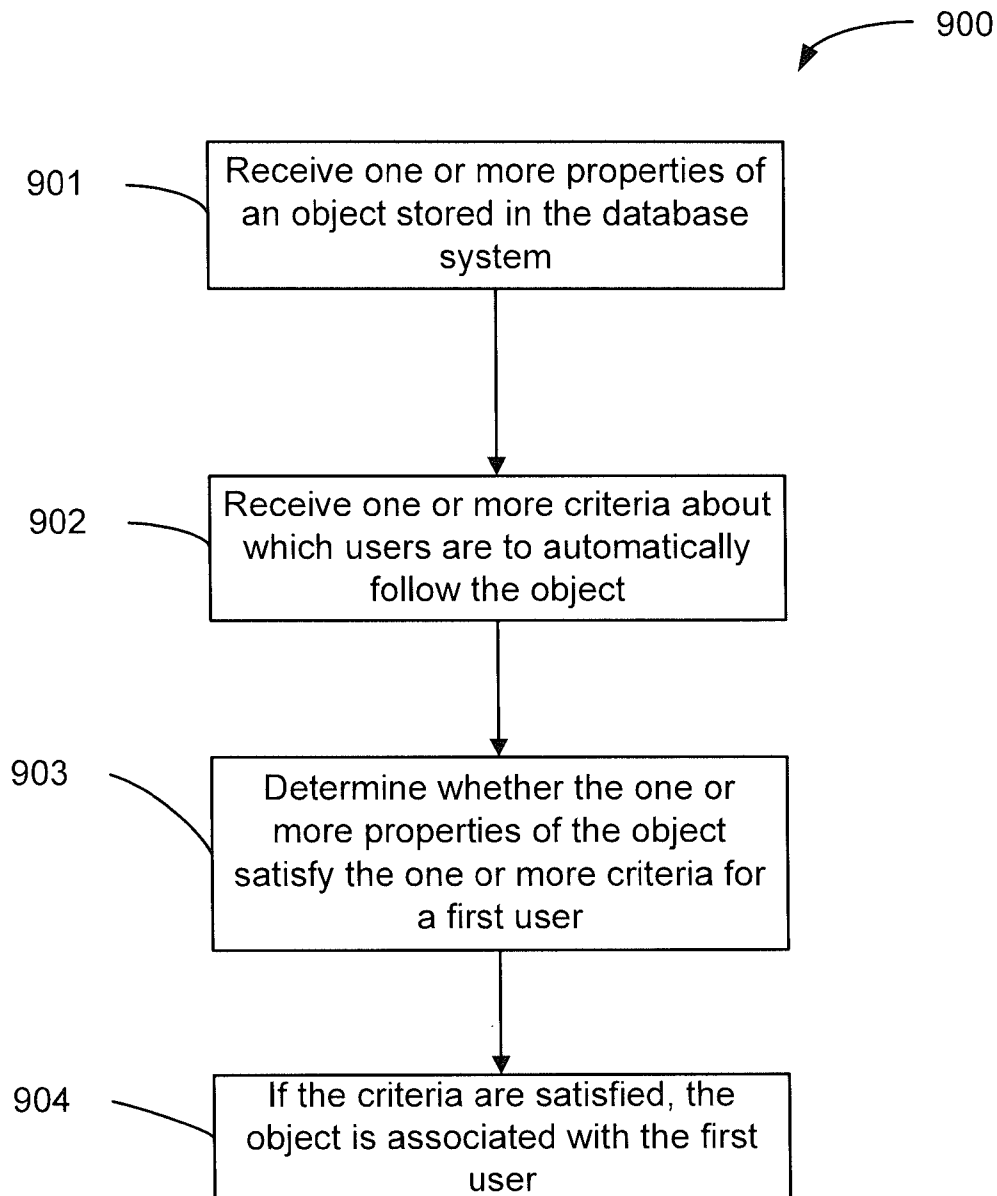 900
901
Receive one or more properties of
an object stored in the database
system
902
Receive one or more criteria about
which users are to automatically
follow the object
903
Determine whether the one or
more properties of the object
satisfy the one or more criteria for
a first user
904
If the criteria are satisfied, the
object is associated with the first
user